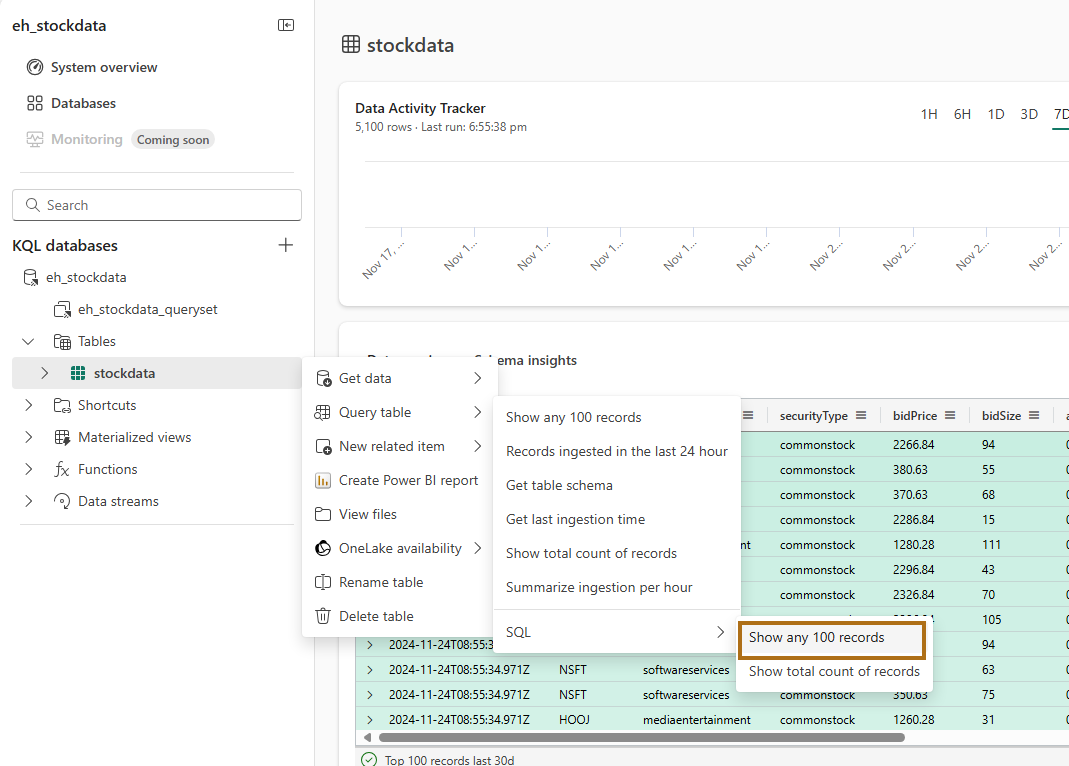 eh_stockdata
System overview
Databases
Monitoring Coming soon
Search
KQL databases
eh_stockdata
eh_stockdata_queryset
Tables
stockdata
Shortcuts
Materialized views
Functions
Data streams
stockdata
Data Activity Tracker
5,100 rows · Last run: 6:55:38 pm
1H 6H 1D 3D 7D
Nov 17, ... Nov 1... Nov 1... Nov 1... Nov 1... Nov 1... Nov 2... Nov 2... Nov 2... Nov 2...
insights
Get data
Query table
New related item
Create Power BI report
View files
OneLake availability
Rename table
Delete table
Show any 100 records
Records ingested in the last 24 hour
Get table schema
Get last ingestion time
Show total count of records
Summarize ingestion per hour
SQL
Show any 100 records
Show total count of records
securityType bidPrice bidSize
commonstock 2266.84 94
commonstock 380.63 55
commonstock 370.63 68
commonstock 2286.84 15
commonstock 1280.28 111
commonstock 2296.84 43
commonstock 2326.84 70
105
2024-11-24T08:55:34 94
2024-11-24T08:55:34.971Z NSFT softwareservices 63
2024-11-24T08:55:34.971Z NSFT softwareservices commonstock 350.63 75
2024-11-24T08:55:34.971Z HOOJ mediaentertainment commonstock 1260.28 31
Top 100 records last 30d